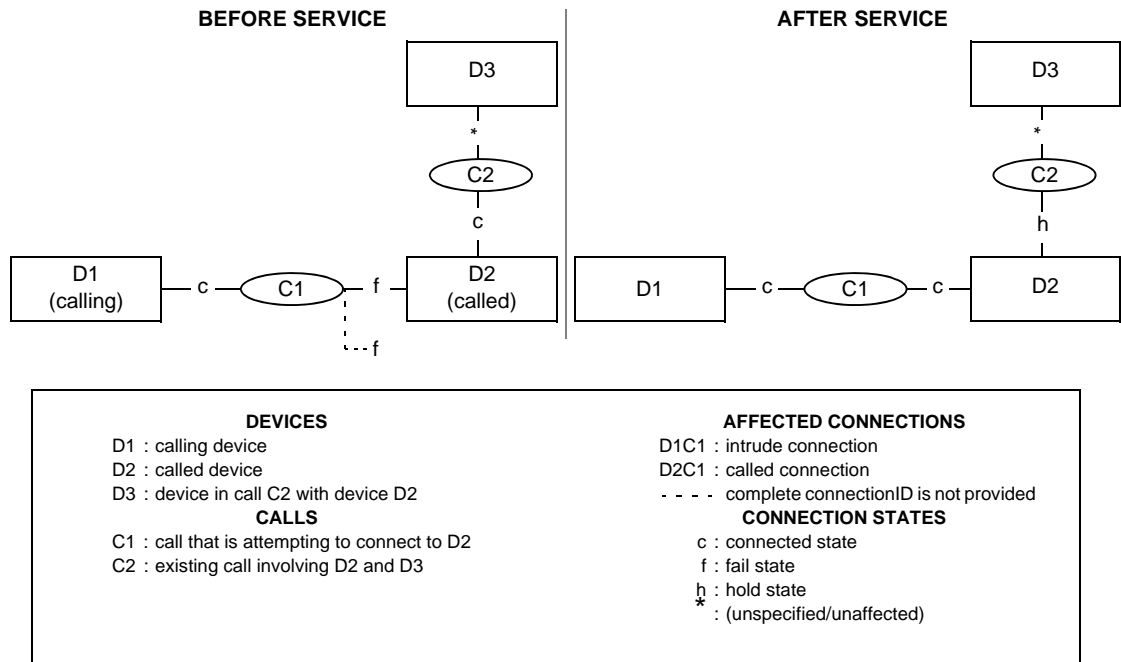 BEFORE SERVICE
D3
*
C2
c
D1
(calling)
c
C1
f
D2
(called)
f
AFTER SERVICE
D3
*
C2
h
D1
c
C1
c
D2
DEVICES
D1 : calling device
D2 : called device
D3 : device in call C2 with device D2
CALLS
C1 : call that is attempting to connect to D2
C2 : existing call involving D2 and D3
AFFECTED CONNECTIONS
D1C1 : intrude connection
D2C1 : called connection
- - - - complete connectionID is not provided
CONNECTION STATES
c : connected state
f : fail state
h : hold state
* : (unspecified/unaffected)